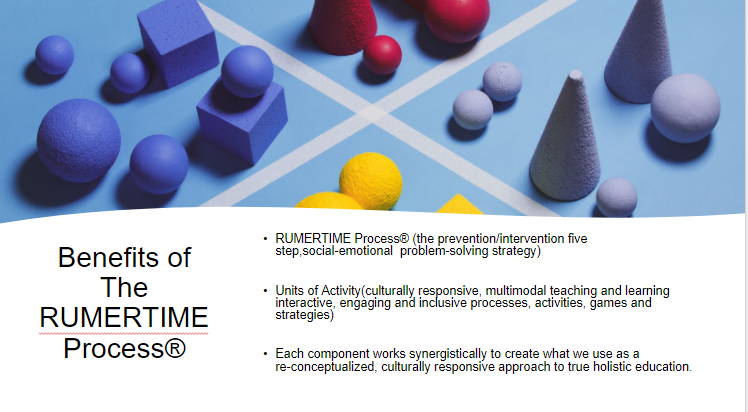 Benefits of
The
RUMERTIME
Process®
• RUMERTIME Process® (the prevention/intervention five
step,social-emotional  problem-solving strategy)
• Units of Activity(culturally responsive, multimodal teaching and learning
interactive, engaging and inclusive processes, activities, games and
strategies)
• Each component works synergistically to create what we use as a
re-conceptualized, culturally responsive approach to true holistic education.